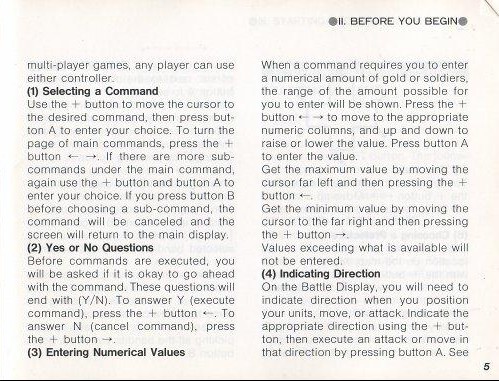 ●II. BEFORE YOU BEGIN●
multi-player games, any player can use
either controller.
(1) Selecting a Command
Use the + button to move the cursor to
the desired command, then press but-
ton A to enter your choice. To turn the
page of main commands, press the +
button ← →. If there are more sub-
commands under the main command,
again use the + button and button A to
enter your choice. If you press button B
before choosing a sub-command, the
command will be canceled and the
screen will return to the main display.
(2) Yes or No Questions
Before commands are executed, you
will be asked if it is okay to go ahead
with the command. These questions will
end with (Y/N). To answer Y (execute
command), press the + button ←. To
answer N (cancel command), press
the + button →.
(3) Entering Numerical Values
When a command requires you to enter
a numerical amount of gold or soldiers,
the range of the amount possible for
you to enter will be shown. Press the +
button ← → to move to the appropriate
numeric columns, and up and down to
raise or lower the value. Press button A
to enter the value.
Get the maximum value by moving the
cursor far left and then pressing the +
button ←.
Get the minimum value by moving the
cursor to the far right and then pressing
the + button →.
Values exceeding what is available will
not be entered.
(4) Indicating Direction
On the Battle Display, you will need to
indicate direction when you position
your units, move, or attack. Indicate the
appropriate direction using the + but-
ton, then execute an attack or move in
that direction by pressing button A. See
5